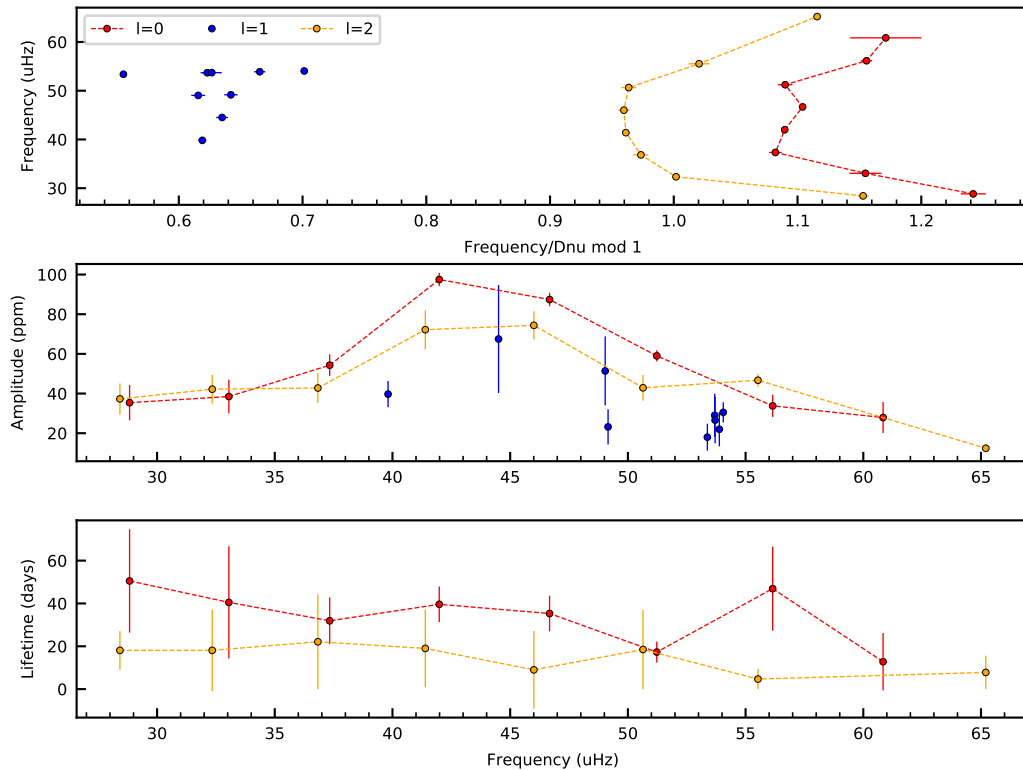 l=0 l=1 l=2
Frequency (uHz)
60
50
40
30
0.6 0.7 0.8 0.9 1.0 1.1 1.2
Frequency/Dnu mod 1
Amplitude (ppm)
100
80
60
40
20
30 35 40 45 50 55 60 65
Lifetime (days)
60
40
20
0
30 35 40 45 50 55 60 65
Frequency (uHz)